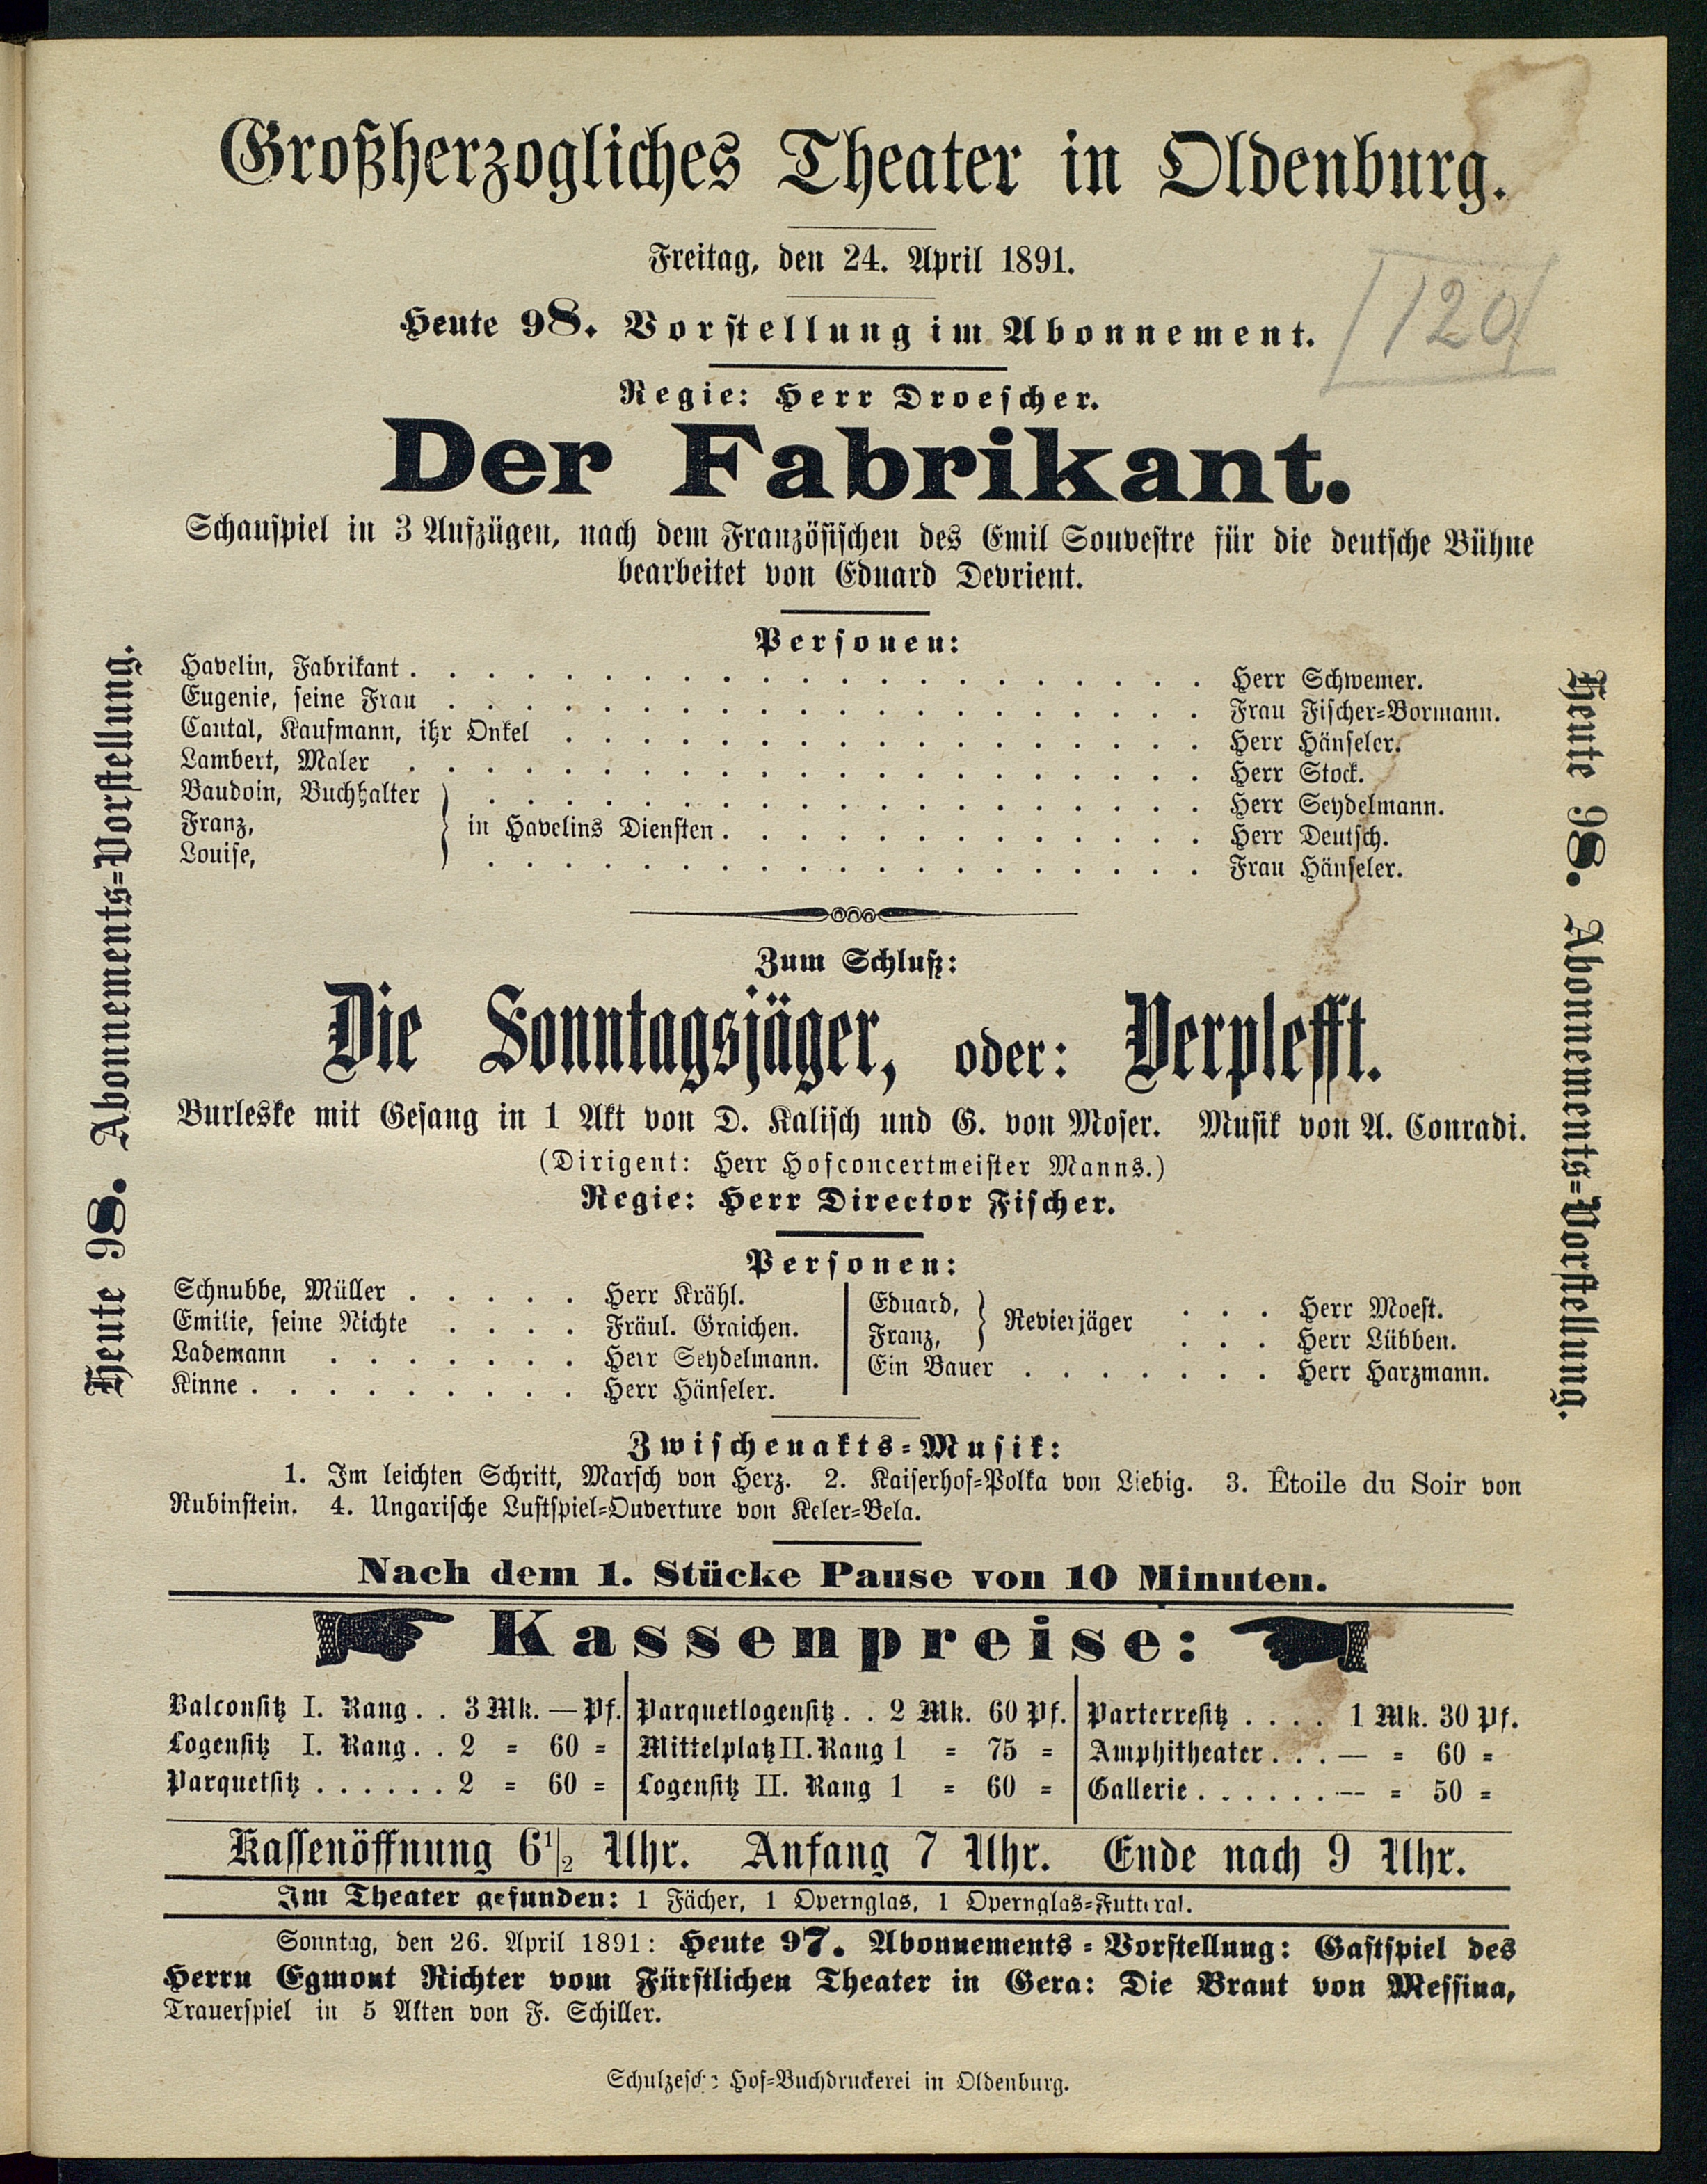 Großherzogliches Theater in Oldenburg.
Freitag, den 24. April 1891.
Heute 98. Vorstellung im Abonnement.
120
Regie: Herr Droescher.
Der Fabrikant.
Schauspiel in 3 Aufzügen, nach dem Französischen des Emil Souvestre für die deutsche Bühne
bearbeitet von Eduard Devrient.
Personen:
Havelin, Fabrikant . . . . . Herr Schwemer.
Eugenie, seine Frau . . . . . Frau Fischer-Bormann.
Cantal, Kaufmann, ihr Onkel . . . . . Herr Hänseler.
Lambert, Maler . . . . . Herr Stock.
Baudoin, Buchhalter . . . . . Herr Seydelmann.
Franz, } in Havelins Diensten . . . . . Herr Deutsch.
Louise, . . . . . Frau Hänseler.
Zum Schluß:
Die Sonntagsjäger, oder: Verplefft.
Burleske mit Gesang in 1 Akt von D. Kalisch und G. von Moser. Musik von A. Conradi.
(Dirigent: Herr Hofconcertmeister Manns.)
Regie: Herr Director Fischer.
Personen:
Schnubbe, Müller . . . . . Herr Krähl.
Emilie, seine Nichte . . . . Fräul. Graichen.
Lademann . . . . . . . Herr Seydelmann.
Kinne . . . . . . . . . Herr Hänseler.
Eduard, } Revierjäger . . . Herr Moest.
Franz, . . . Herr Lübben.
Ein Bauer . . . . . . . Herr Harzmann.
Zwischenakts-Musik:
1. Im leichten Schritt, Marsch von Herz. 2. Kaiserhof-Polka von Liebig. 3. Êtoile du Soir von
Rubinstein. 4. Ungarische Lustspiel-Ouverture von Keler-Bela.
Nach dem 1. Stücke Pause von 10 Minuten.
Kassenpreise:
Balconsitz I. Rang . . 3 Mk. — Pf.
Logensitz I. Rang . . 2 = 60 =
Parquetsitz . . . . . . 2 = 60 =
Parquetlogensitz . . 2 Mk. 60 Pf.
Mittelplatz II. Rang 1 = 75 =
Logensitz II. Rang 1 = 60 =
Parterresitz . . . . 1 Mk. 30 Pf.
Amphitheater . . . — = 60 =
Gallerie . . . . . . — = 50 =
Kassenöffnung 6½ Uhr. Anfang 7 Uhr. Ende nach 9 Uhr.
Im Theater gefunden: 1 Fächer, 1 Opernglas, 1 Opernglas-Futteral.
Sonntag, den 26. April 1891: Heute 97. Abonnements-Vorstellung: Gastspiel des
Herrn Egmont Richter vom Fürstlichen Theater in Gera: Die Braut von Messina,
Trauerspiel in 5 Akten von F. Schiller.
Schulzesche Hof-Buchdruckerei in Oldenburg.
Heute 98. Abonnements-Vorstellung.
Heute 98. Abonnements-Vorstellung.